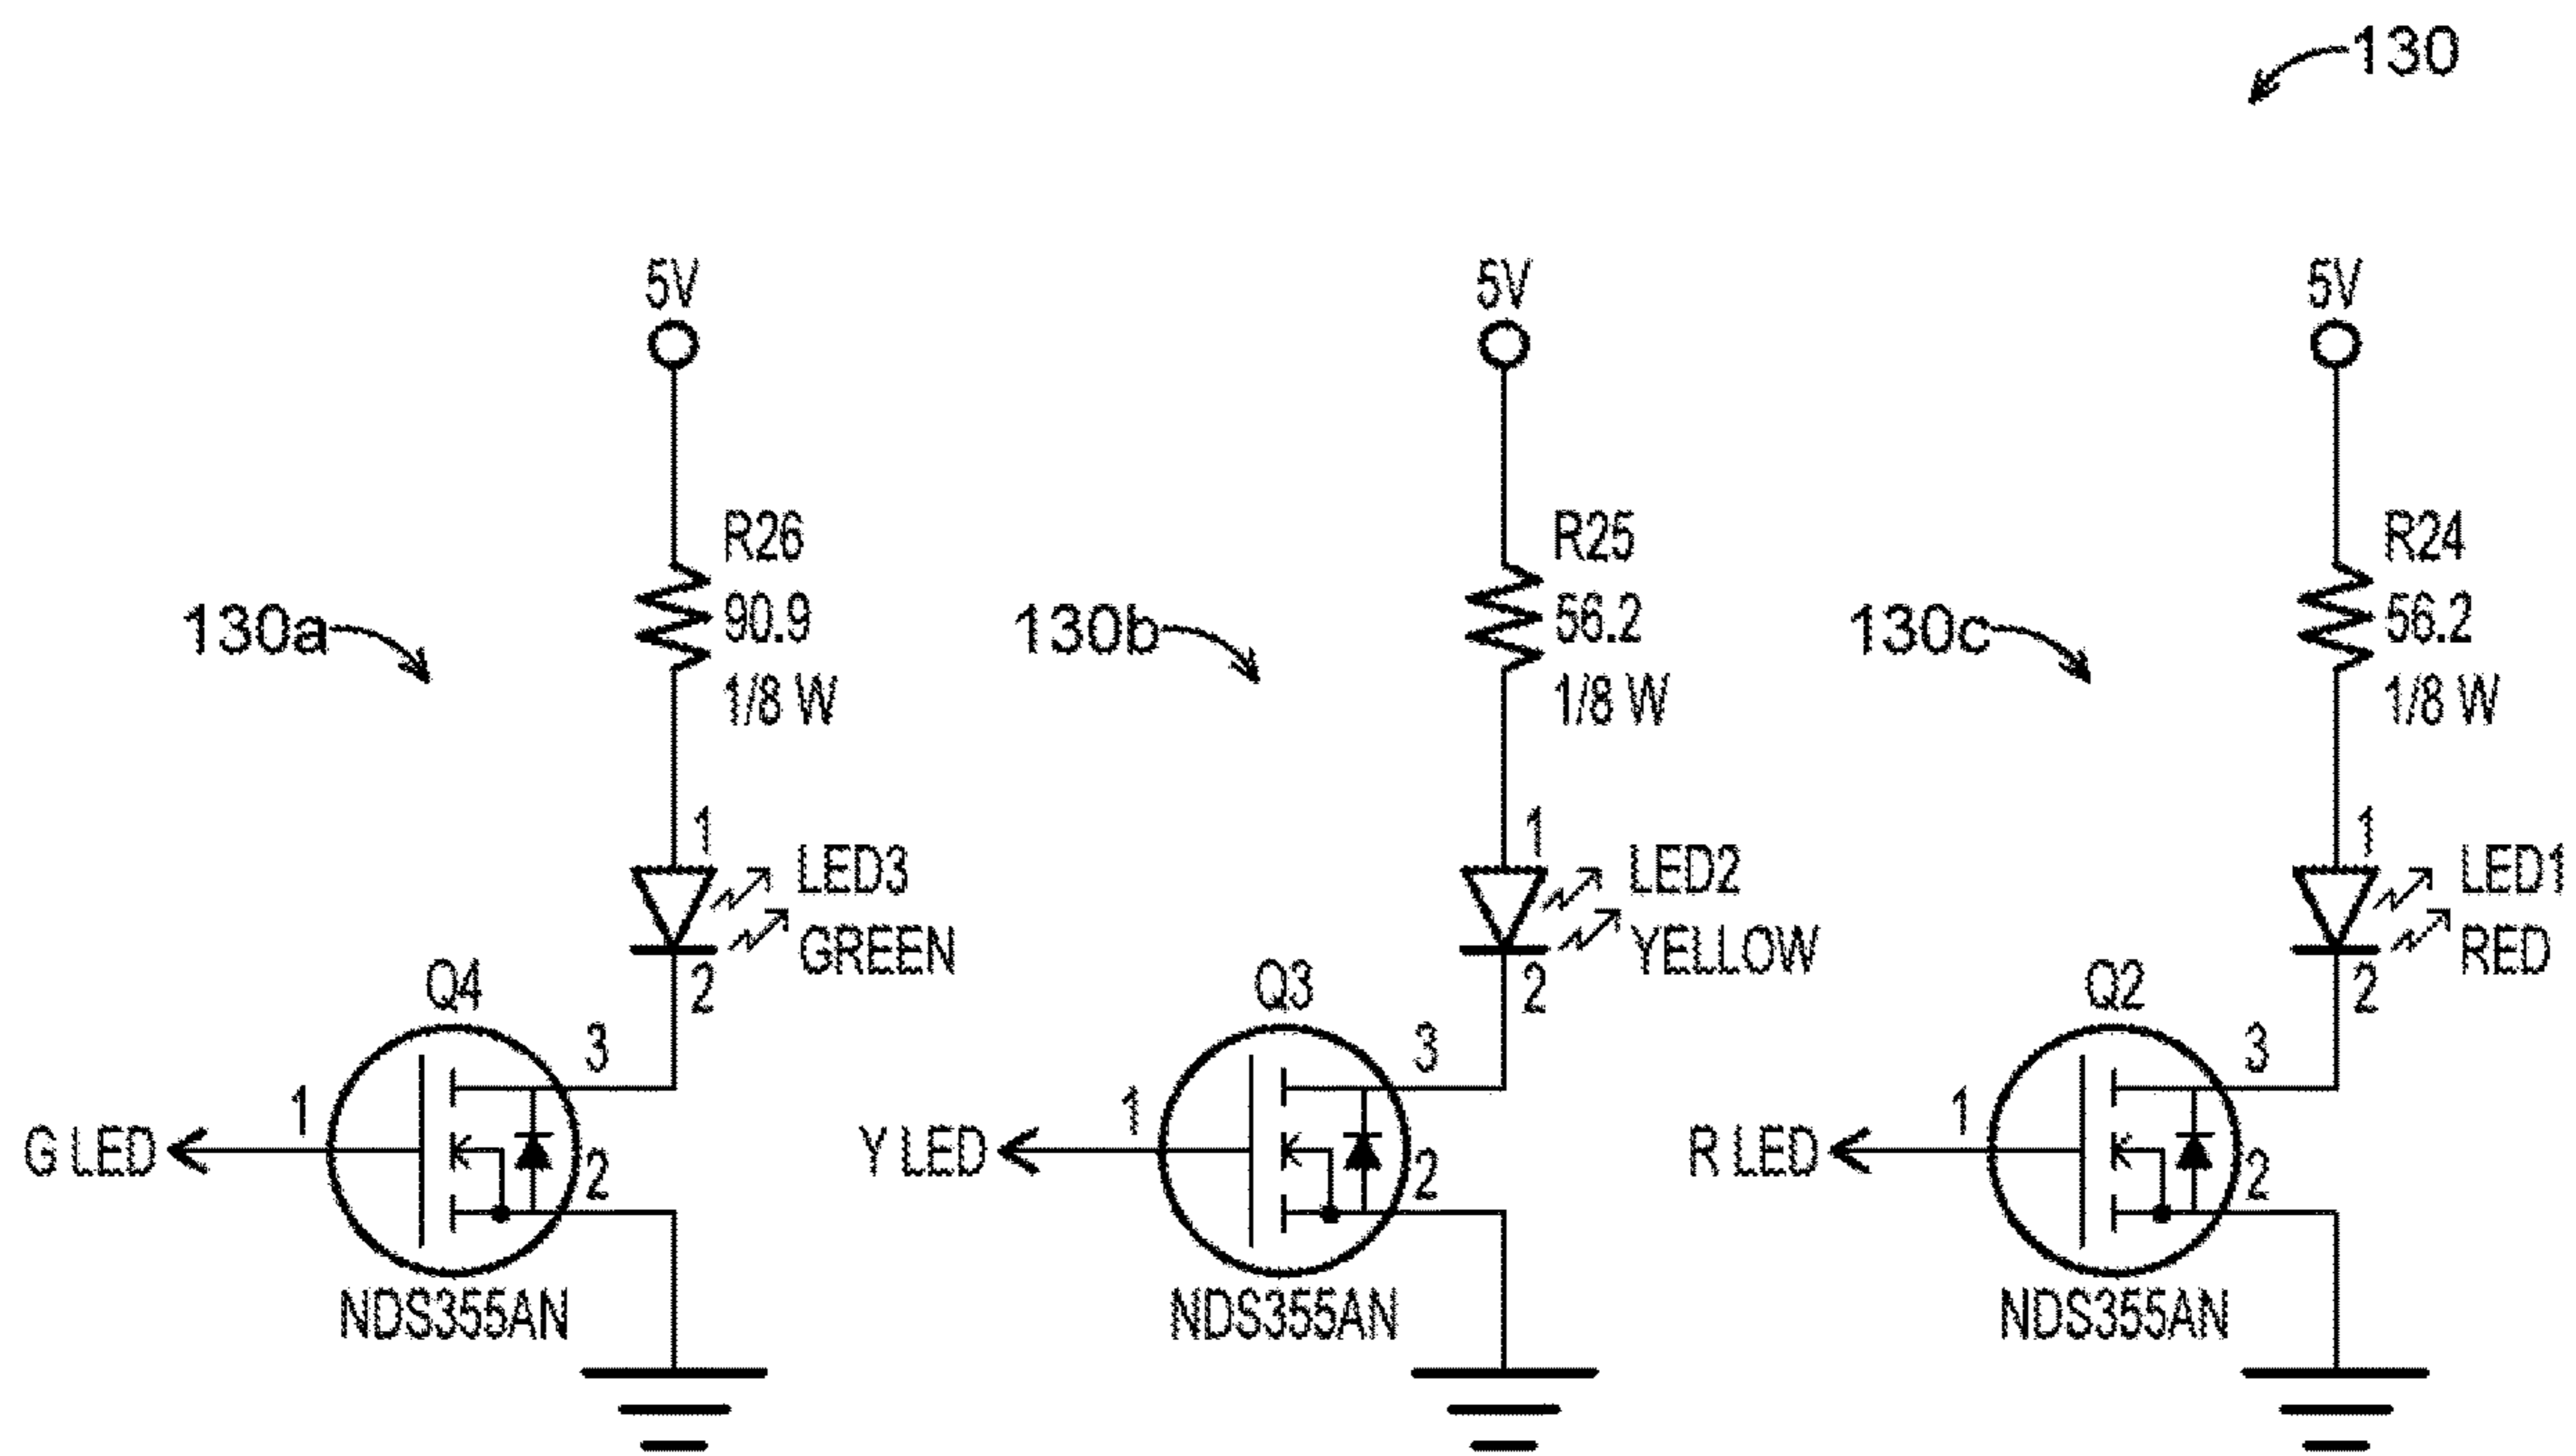 130
5V
R26
90.9
1/8 W
130a
1
LED3
GREEN
2
Q4
3
1
G LED
2
NDS355AN
5V
R25
56.2
1/8 W
130b
1
LED2
YELLOW
2
Q3
3
1
Y LED
2
NDS355AN
5V
R24
56.2
1/8 W
130c
1
LED1
RED
2
Q2
3
1
R LED
2
NDS355AN